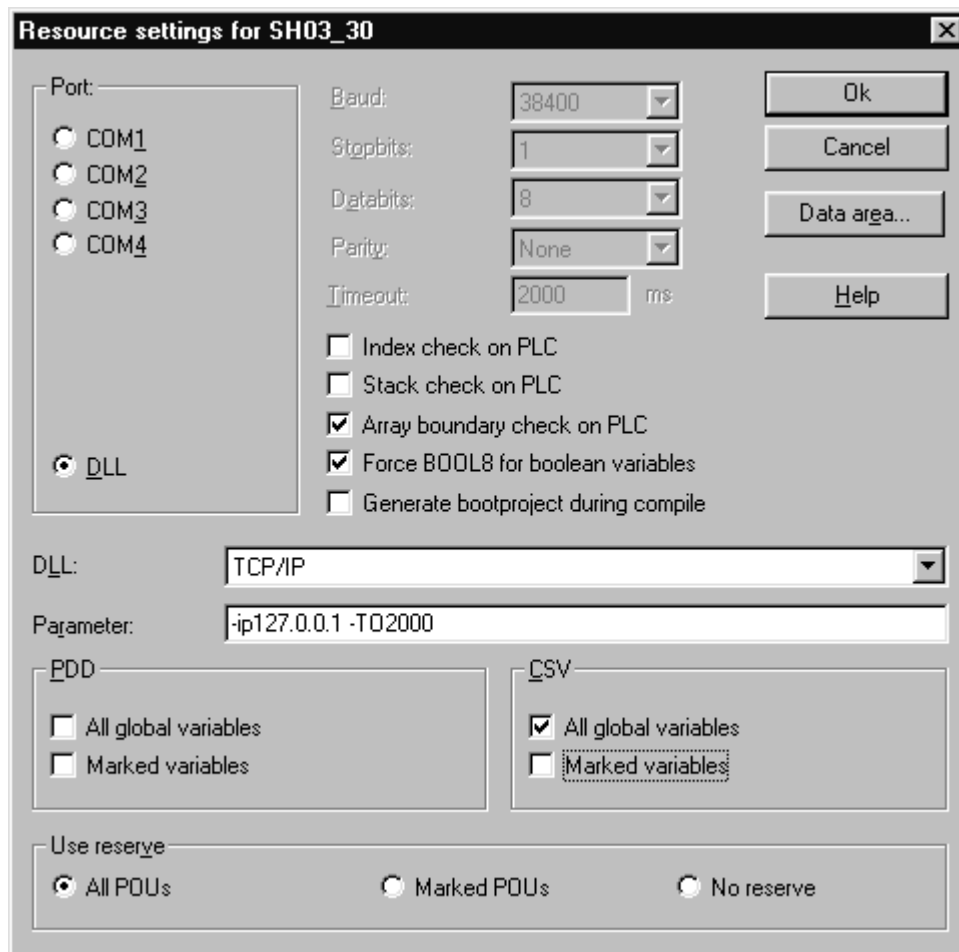 Resource settings for SH03_30
Port:
COM1
COM2
COM3
COM4
DLL
Baud: 38400
Stopbits: 1
Databits: 8
Parity: None
Timeout: 2000 ms
Ok
Cancel
Data area...
Help
Index check on PLC
Stack check on PLC
Array boundary check on PLC
Force BOOL8 for boolean variables
Generate bootproject during compile
DLL: TCP/IP
Parameter: -ip127.0.0.1 -TO2000
PDD
All global variables
Marked variables
CSV
All global variables
Marked variables
Use reserve
All POUs Marked POUs No reserve